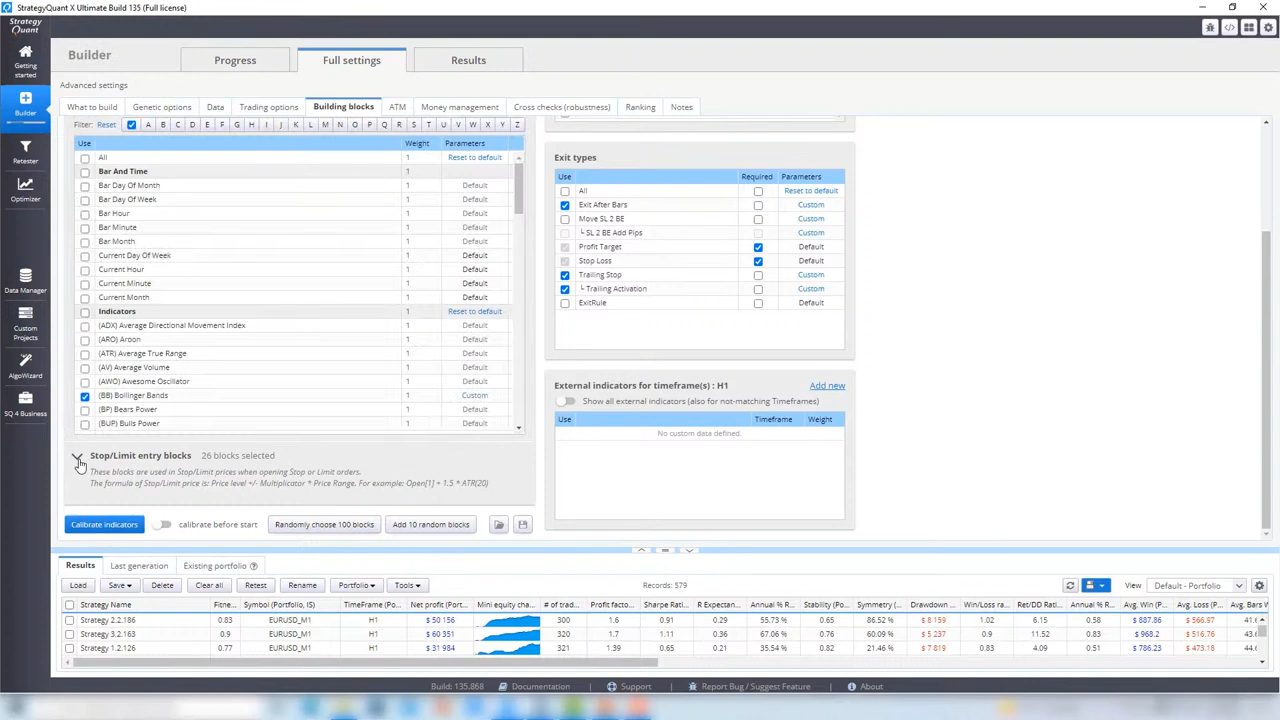 StrategyQuant X Ultimate Build 135 (Full license)
Strategy
Quant
Getting
started
Builder
Retester
Optimizer
Data Manager
Custom
Projects
AlgoWizard
SQ 4 Business
Builder
Progress
Full settings
Results
Advanced settings
What to build
Genetic options
Data
Trading options
Building blocks
ATM
Money management
Cross checks (robustness)
Ranking
Notes
Filter: Reset A B C D E F G H I J K L M N O P Q R S T U V W X Y Z
Use Weight Parameters
All 1 Reset to default
Bar And Time 1
Bar Day Of Month 1 Default
Bar Day Of Week 1 Default
Bar Hour 1 Default
Bar Minute 1 Default
Bar Month 1 Default
Current Day Of Week 1 Default
Current Hour 1 Default
Current Minute 1 Default
Current Month 1 Default
Indicators 1 Reset to default
(ADX) Average Directional Movement Index 1 Default
(ARO) Aroon 1 Default
(ATR) Average True Range 1 Default
(AV) Average Volume 1 Default
(AWO) Awesome Oscillator 1 Default
(BB) Bollinger Bands 1 Custom
(BP) Bears Power 1 Default
(BUP) Bulls Power 1 Default
Stop/Limit entry blocks 26 blocks selected
These blocks are used in Stop/Limit prices when opening Stop or Limit orders.
The formula of Stop/Limit price is: Price level +/- Multiplicator * Price Range. For example: Open[1] + 1.5 * ATR(20)
Calibrate indicators calibrate before start Randomly choose 100 blocks Add 10 random blocks
Exit types
Use Required Parameters
All Reset to default
Exit After Bars Custom
Move SL 2 BE Custom
└ SL 2 BE Add Pips Custom
Profit Target Default
Stop Loss Default
Trailing Stop Custom
└ Trailing Activation Custom
ExitRule Default
External indicators for timeframe(s) : H1 Add new
Show all external indicators (also for not-matching Timeframes)
Use Timeframe Weight
No custom data defined.
Results Last generation Existing portfolio
Load Save Delete Clear all Retest Rename Portfolio Tools Records: 579 View Default - Portfolio
Strategy Name Fitne... Symbol (Portfolio, IS) TimeFrame (Po... Net profit (Port... Mini equity cha... # of trad... Profit facto... Sharpe Rati... R Expectan... Annual % R... Stability (Po... Symmetry (... Drawdown ... Win/Loss ra... Ret/DD Rati... Annual % R... Avg. Win (P... Avg. Loss (P... Avg. Bars W
Strategy 2.2.186 0.83 EURUSD_M1 H1 $ 50 156 300 1.6 0.91 0.29 55.73 % 0.65 86.52 % $ 8 159 1.02 6.15 0.58 $ 887.86 $ 566.97 41.6
Strategy 3.2.163 0.9 EURUSD_M1 H1 $ 60 351 320 1.7 1.11 0.36 67.06 % 0.76 60.09 % $ 5 237 0.9 11.52 0.83 $ 968.2 $ 516.76 43.5
Strategy 1.2.126 0.77 EURUSD_M1 H1 $ 31 984 321 1.39 0.65 0.21 35.54 % 0.82 21.46 % $ 7 819 0.83 4.09 0.51 $ 786.23 $ 473.18 44.6
Build: 135.868 Documentation Support Report Bug / Suggest Feature About